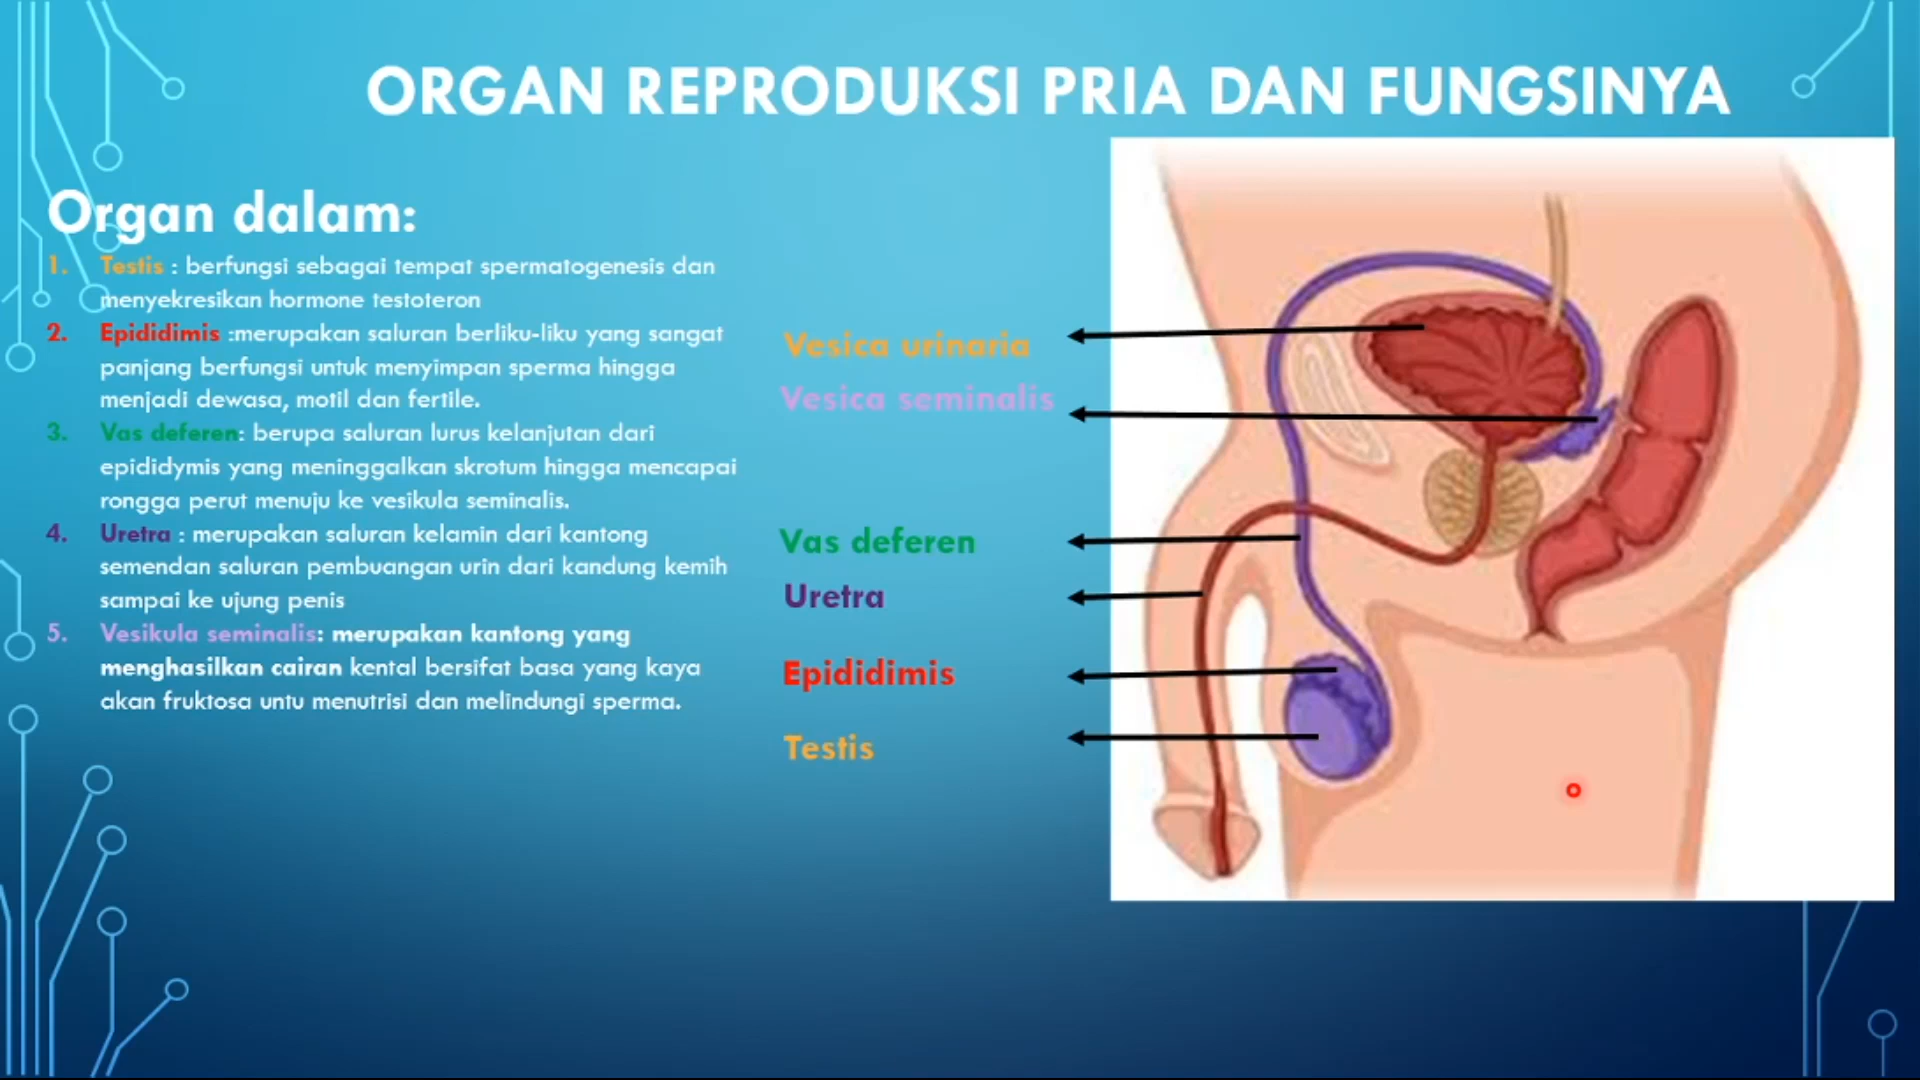 ORGAN REPRODUKSI PRIA DAN FUNGSINYA
Organ dalam:
1. Testis : berfungsi sebagai tempat spermatogenesis dan
menyekresikan hormone testoteron
2. Epididimis :merupakan saluran berliku-liku yang sangat
panjang berfungsi untuk menyimpan sperma hingga
menjadi dewasa, motil dan fertile.
3. Vas deferen: berupa saluran lurus kelanjutan dari
epididymis yang meninggalkan skrotum hingga mencapai
rongga perut menuju ke vesikula seminalis.
4. Uretra : merupakan saluran kelamin dari kantong
semendan saluran pembuangan urin dari kandung kemih
sampai ke ujung penis
5. Vesikula seminalis: merupakan kantong yang
menghasilkan cairan kental bersifat basa yang kaya
akan fruktosa untu menutrisi dan melindungi sperma.
Vesica urinaria
Vesica seminalis
Vas deferen
Uretra
Epididimis
Testis